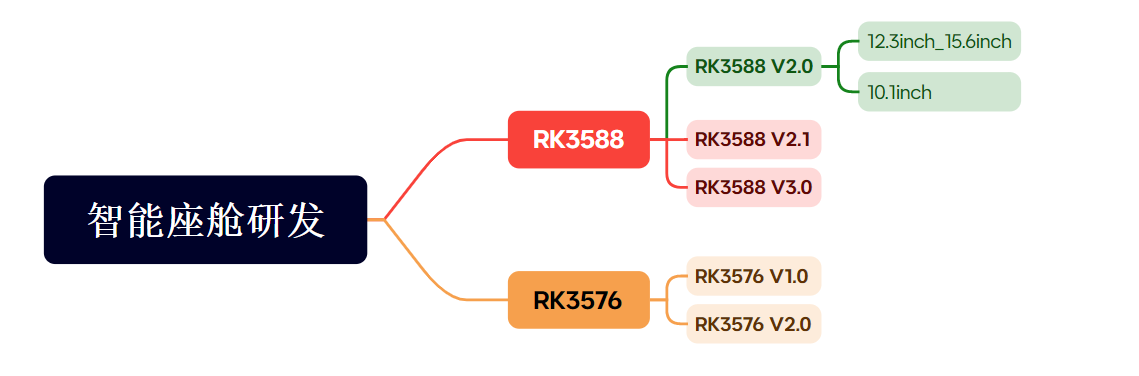 智能座舱研发
RK3588
RK3588 V2.0
12.3inch_15.6inch
10.1inch
RK3588 V2.1
RK3588 V3.0
RK3576
RK3576 V1.0
RK3576 V2.0